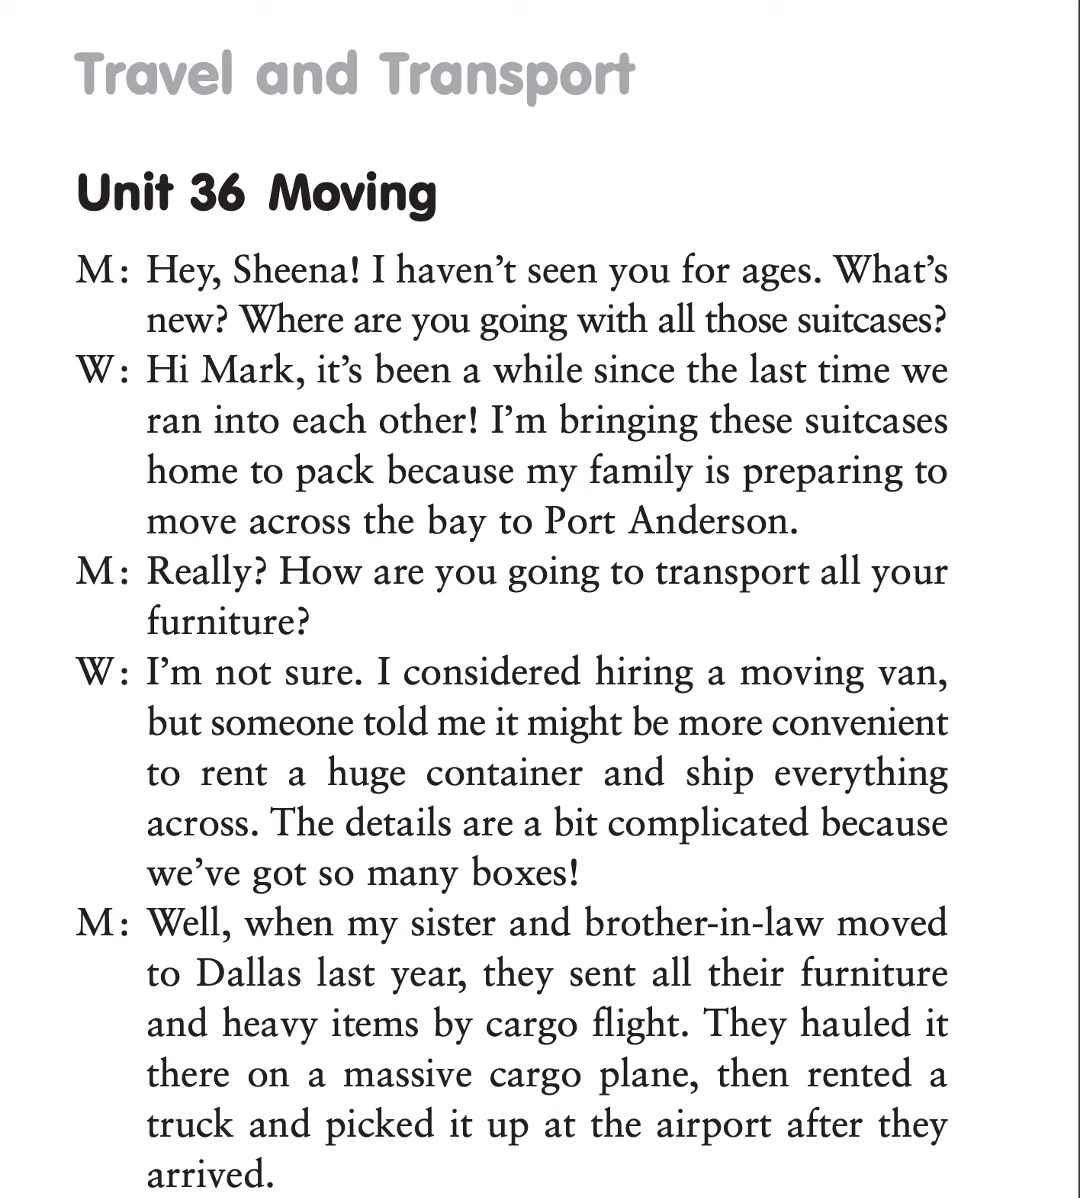 Travel and Transport
Unit 36 Moving
M: Hey, Sheena! I haven’t seen you for ages. What’s
new? Where are you going with all those suitcases?
W: Hi Mark, it’s been a while since the last time we
ran into each other! I’m bringing these suitcases
home to pack because my family is preparing to
move across the bay to Port Anderson.
M: Really? How are you going to transport all your
furniture?
W: I’m not sure. I considered hiring a moving van,
but someone told me it might be more convenient
to rent a huge container and ship everything
across. The details are a bit complicated because
we’ve got so many boxes!
M: Well, when my sister and brother-in-law moved
to Dallas last year, they sent all their furniture
and heavy items by cargo flight. They hauled it
there on a massive cargo plane, then rented a
truck and picked it up at the airport after they
arrived.